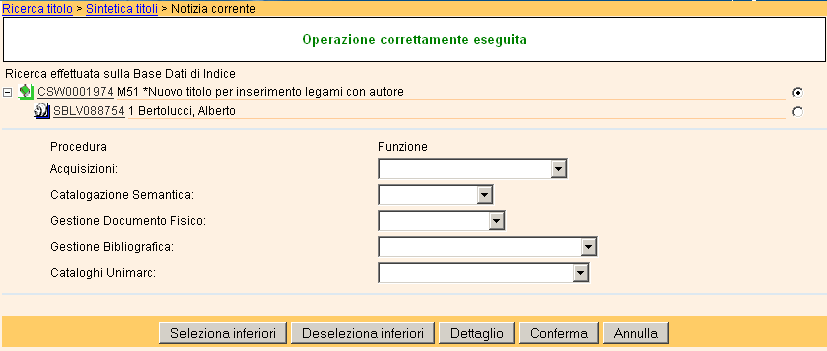 Ricerca titolo > Sintetica titoli > Notizia corrente
Operazione correttamente eseguita
Ricerca effettuata sulla Base Dati di Indice
CSW0001974 M51 *Nuovo titolo per inserimento legami con autore
SBLV088754 1 Bertolucci, Alberto
Procedura Funzione
Acquisizioni:
Catalogazione Semantica:
Gestione Documento Fisico:
Gestione Bibliografica:
Cataloghi Unimarc:
Seleziona inferiori Deseleziona inferiori Dettaglio Conferma Annulla